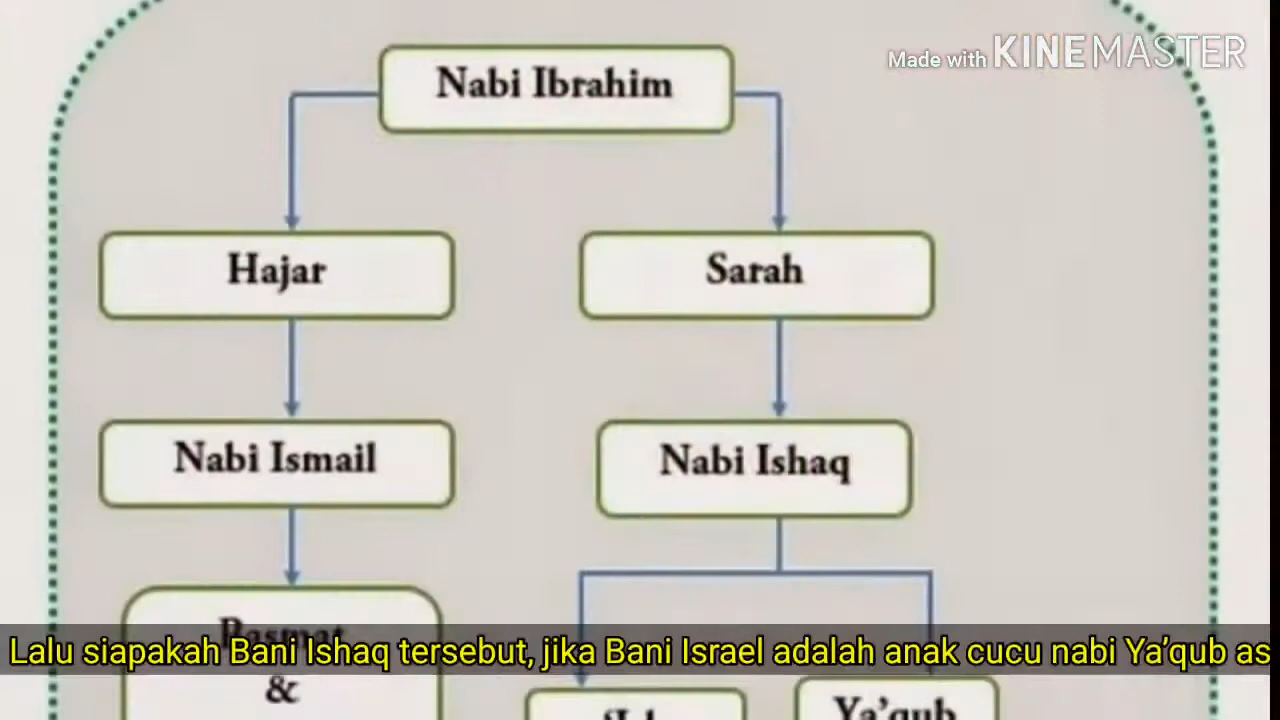 Made with KINEMASTER
Nabi Ibrahim
Hajar
Sarah
Nabi Ismail
Nabi Ishaq
Lalu siapakah Bani Ishaq tersebut, jika Bani Israel adalah anak cucu nabi Ya’qub as
&
Ya’qub